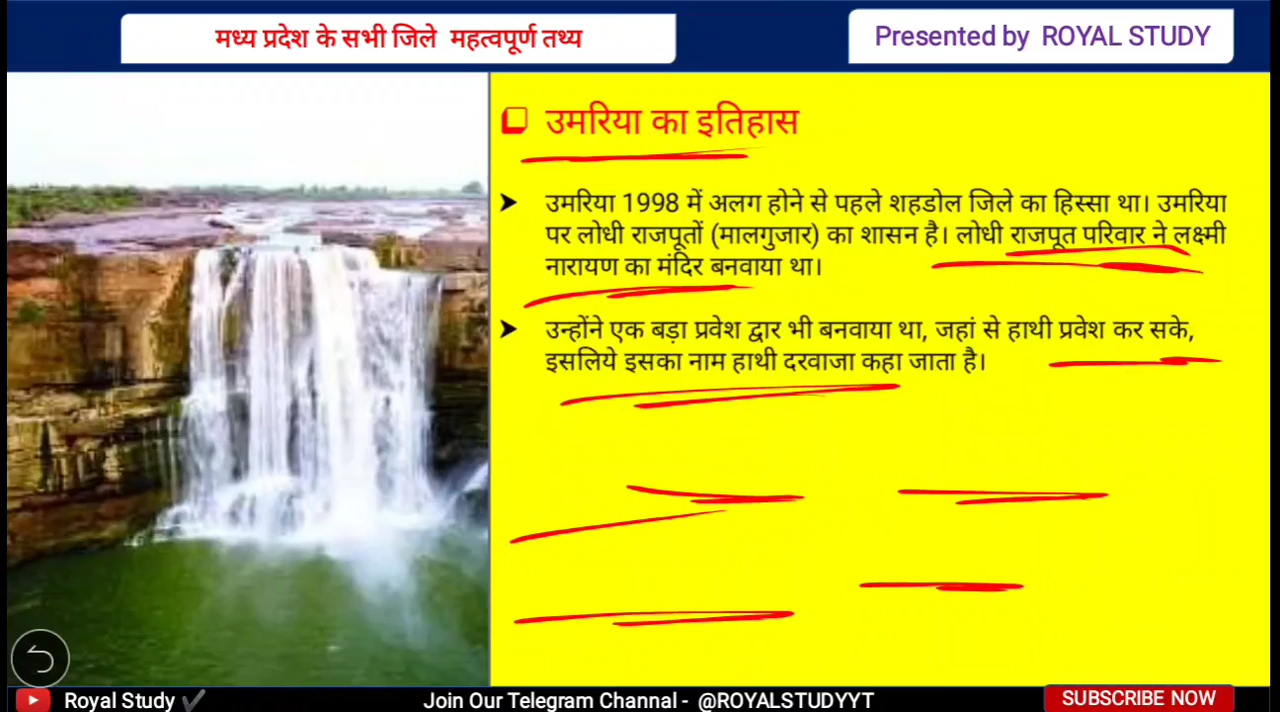 मध्य प्रदेश के सभी जिले महत्वपूर्ण तथ्य
Presented by ROYAL STUDY
उमरिया का इतिहास
उमरिया 1998 में अलग होने से पहले शहडोल जिले का हिस्सा था। उमरिया
पर लोधी राजपूतों (मालगुजार) का शासन है। लोधी राजपूत परिवार ने लक्ष्मी
नारायण का मंदिर बनवाया था।
उन्होंने एक बड़ा प्रवेश द्वार भी बनवाया था, जहां से हाथी प्रवेश कर सके,
इसलिये इसका नाम हाथी दरवाजा कहा जाता है।
Royal Study
Join Our Telegram Channal - @ROYALSTUDYYT
SUBSCRIBE NOW